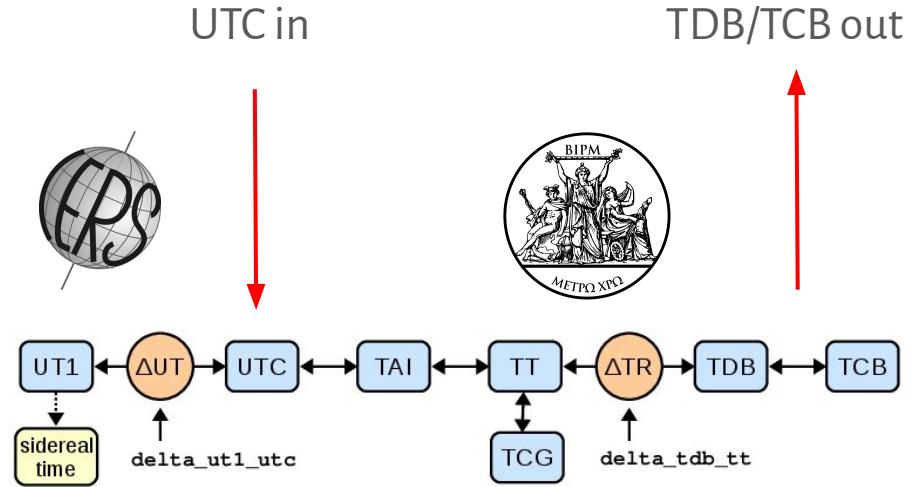 UTC in
TDB/TCB out
IERS
BIPM
ΜΕΤΡΩ ΧΡΩ
UT1
ΔUT
UTC
TAI
TT
ΔTR
TDB
TCB
sidereal
time
delta_ut1_utc
TCG
delta_tdb_tt